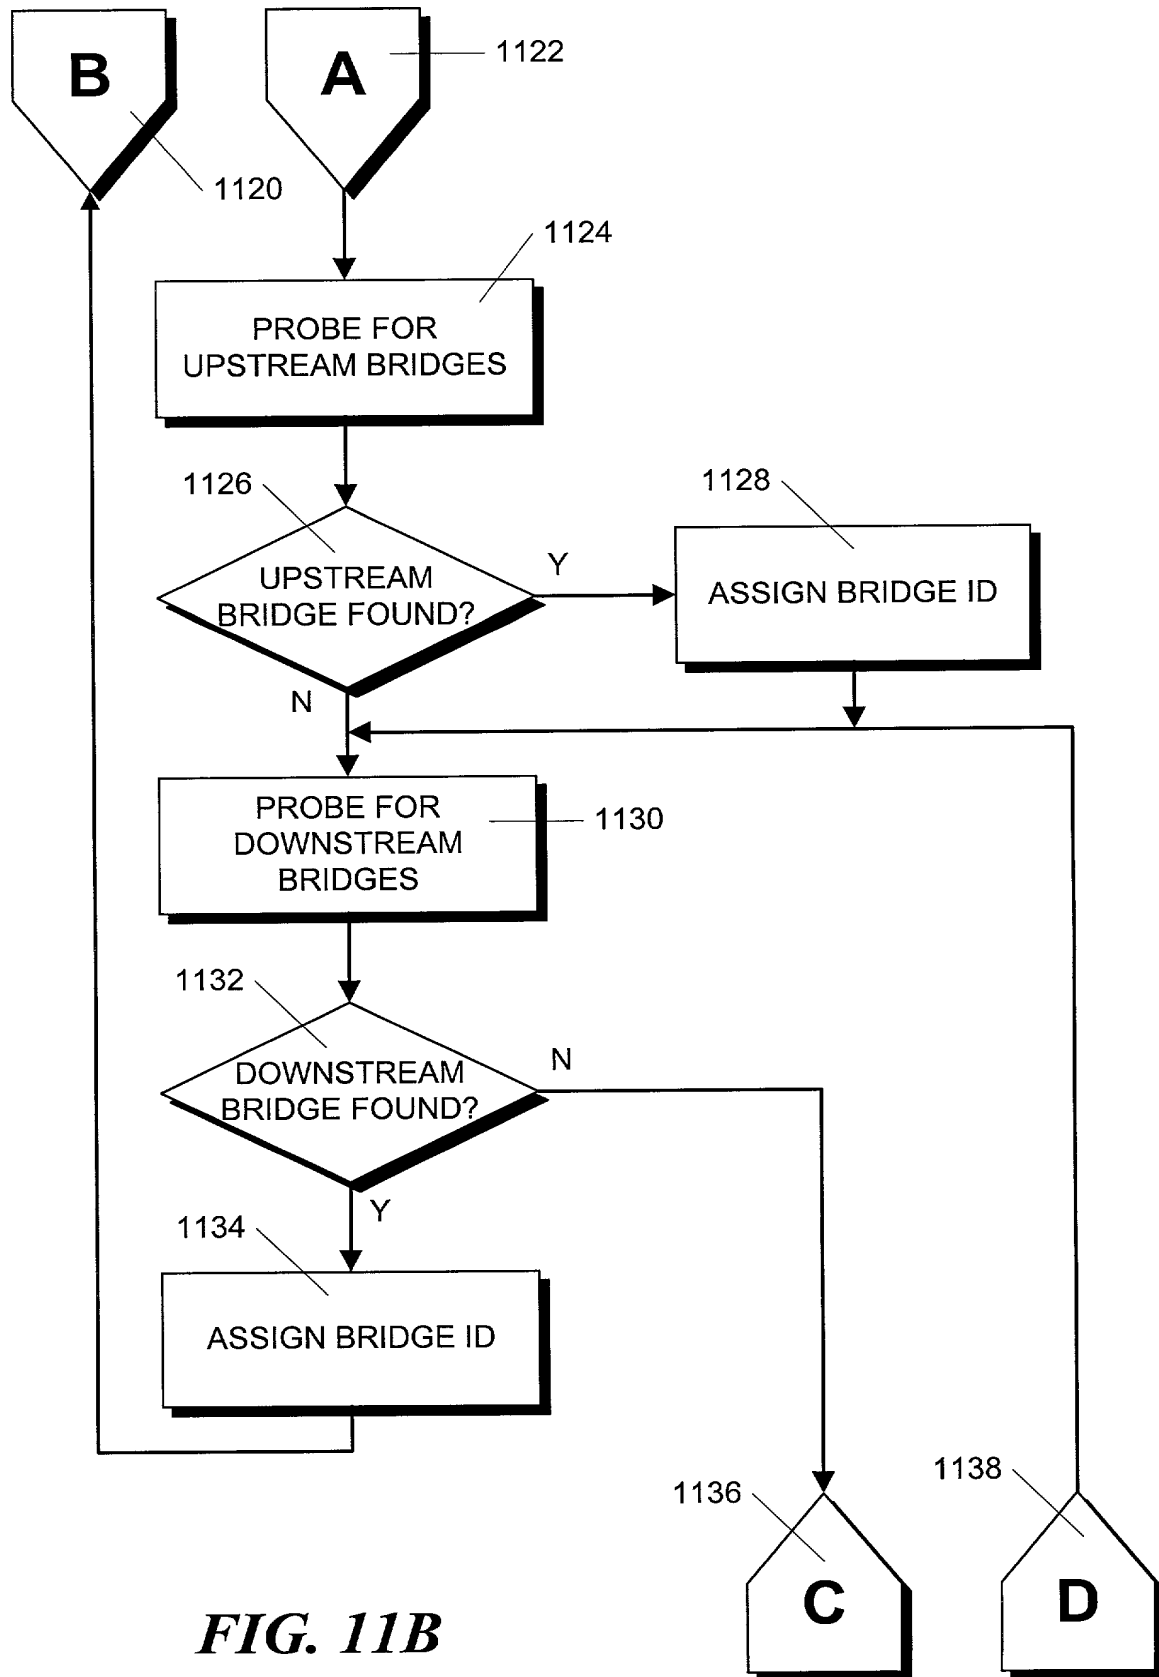 B
A
1122
1120
1124
PROBE FOR
UPSTREAM BRIDGES
1126
1128
UPSTREAM
BRIDGE FOUND?
Y
ASSIGN BRIDGE ID
N
PROBE FOR
DOWNSTREAM
BRIDGES
1130
1132
DOWNSTREAM
BRIDGE FOUND?
N
Y
1134
ASSIGN BRIDGE ID
1136
1138
C
D
FIG. 11B